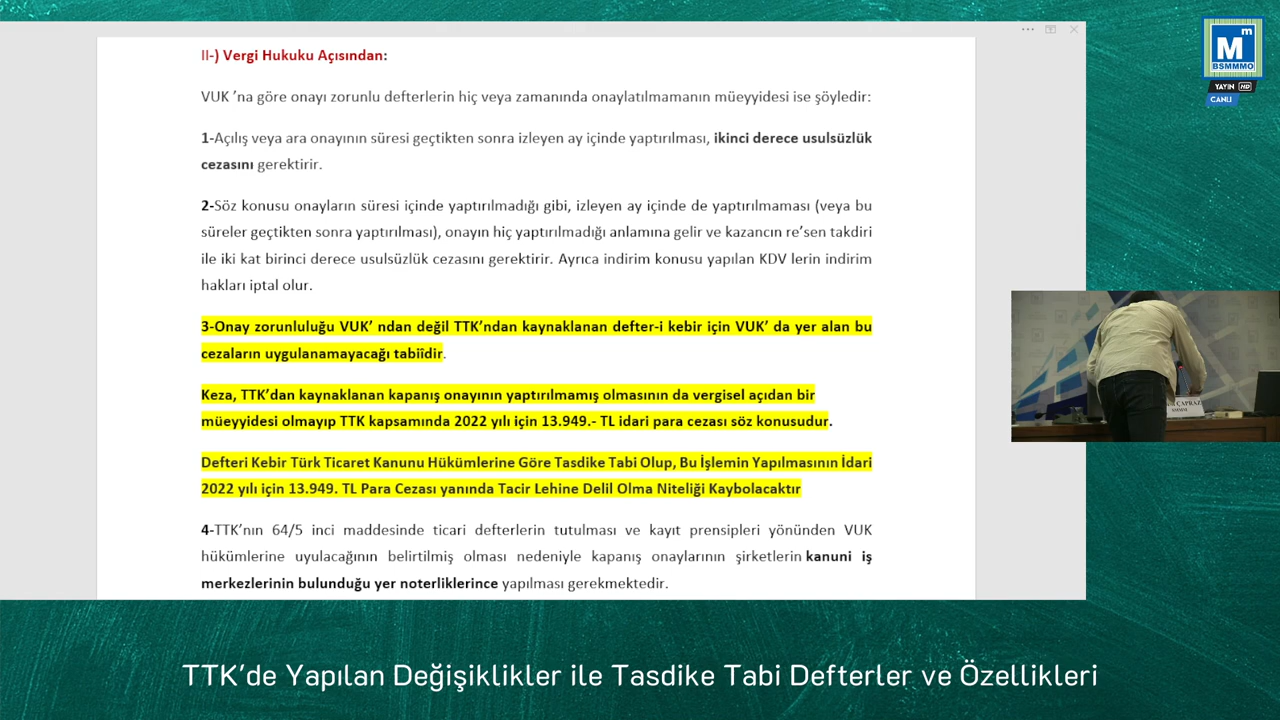 II-) Vergi Hukuku Açısından:
VUK ’na göre onayı zorunlu defterlerin hiç veya zamanında onaylatılmamanın müeyyidesi ise şöyledir:
1-Açılış veya ara onayının süresi geçtikten sonra izleyen ay içinde yaptırılması, ikinci derece usulsüzlük
cezasını gerektirir.
2-Söz konusu onayların süresi içinde yaptırılmadığı gibi, izleyen ay içinde de yaptırılmaması (veya bu
süreler geçtikten sonra yaptırılması), onayın hiç yaptırılmadığı anlamına gelir ve kazancın re’sen takdiri
ile iki kat birinci derece usulsüzlük cezasını gerektirir. Ayrıca indirim konusu yapılan KDV lerin indirim
hakları iptal olur.
3-Onay zorunluluğu VUK’ ndan değil TTK’ndan kaynaklanan defter-i kebir için VUK’ da yer alan bu
cezaların uygulanamayacağı tabiîdir.
Keza, TTK’dan kaynaklanan kapanış onayının yaptırılmamış olmasının da vergisel açıdan bir
müeyyidesi olmayıp TTK kapsamında 2022 yılı için 13.949.- TL idari para cezası söz konusudur.
Defteri Kebir Türk Ticaret Kanunu Hükümlerine Göre Tasdike Tabi Olup, Bu İşlemin Yapılmasının İdari
2022 yılı için 13.949. TL Para Cezası yanında Tacir Lehine Delil Olma Niteliği Kaybolacaktır
4-TTK’nın 64/5 inci maddesinde ticari defterlerin tutulması ve kayıt prensipleri yönünden VUK
hükümlerine uyulacağının belirtilmiş olması nedeniyle kapanış onaylarının şirketlerin kanuni iş
merkezlerinin bulunduğu yer noterliklerince yapılması gerekmektedir.
M m
BSMMMO
YAYIN HD
CANLI
ÇAPRAZ
TTK’de Yapılan Değişiklikler ile Tasdike Tabi Defterler ve Özellikleri